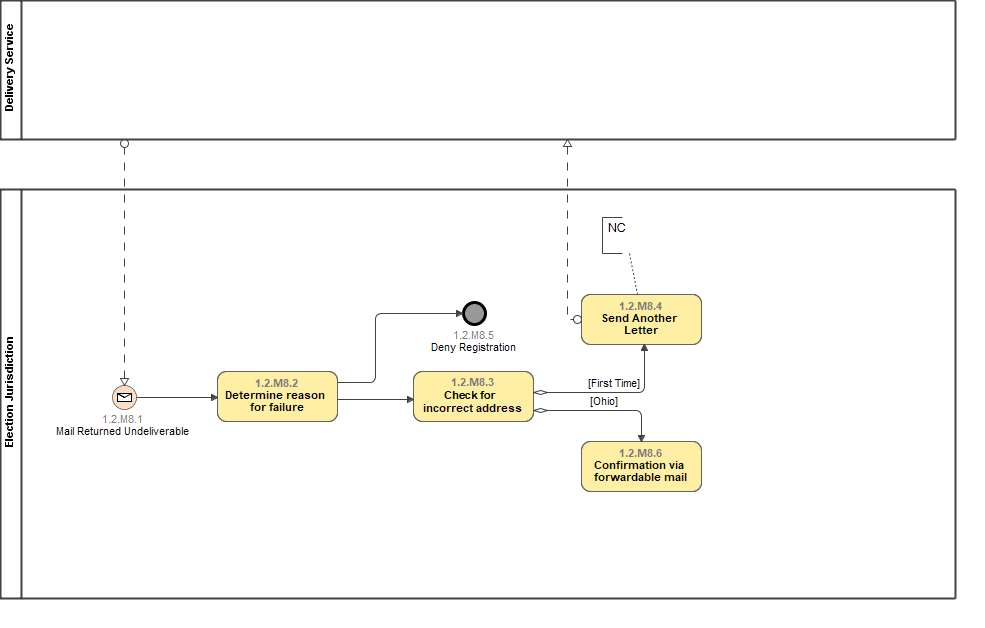 Delivery Service
Election Jurisdiction
NC
1.2.M8.4
Send Another
Letter
1.2.M8.5
Deny Registration
1.2.M8.2
Determine reason
for failure
1.2.M8.3
Check for
incorrect address
[First Time]
[Ohio]
1.2.M8.1
Mail Returned Undeliverable
1.2.M8.6
Confirmation via
forwardable mail